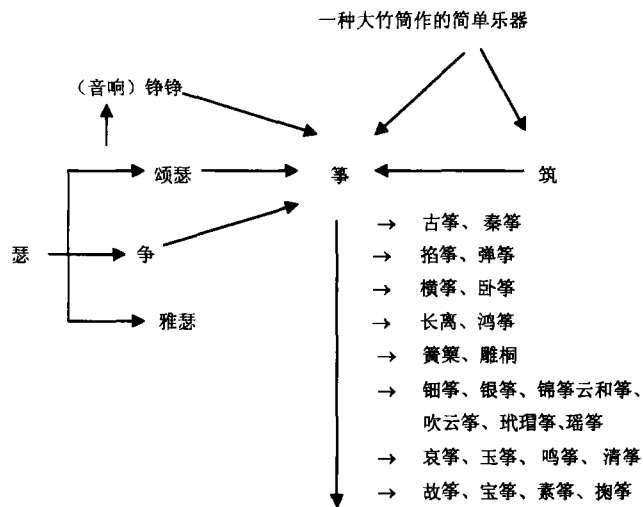 一种大竹筒作的简单乐器
（音响）铮铮
颂瑟
筝
筑
瑟
争
雅瑟
→ 古筝、秦筝
→ 掐筝、弹筝
→ 横筝、卧筝
→ 长离、鸿筝
→ 簧篥、雕桐
→ 钿筝、银筝、锦筝云和筝、
吹云筝、玳瑁筝、瑶筝
→ 哀筝、玉筝、鸣筝、清筝
→ 故筝、宝筝、素筝、掬筝